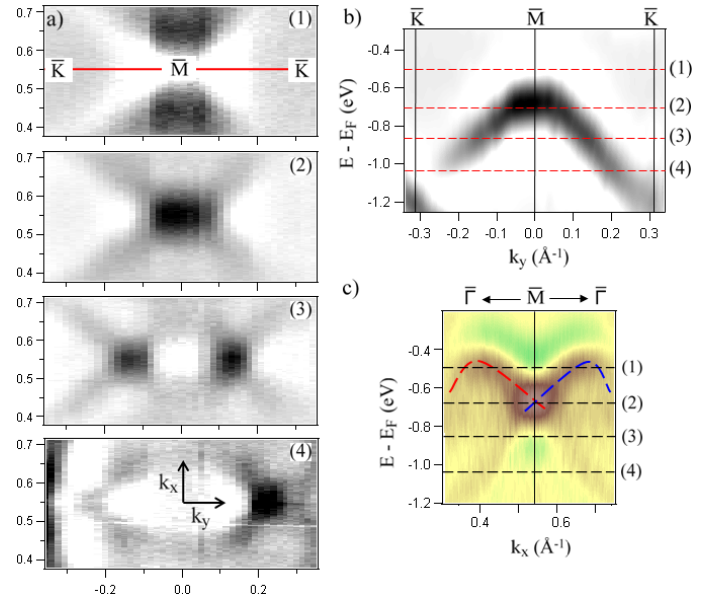 a)
(1)
0.7
0.6
0.5
0.4
K̅ M̅ K̅
(2)
0.7
0.6
0.5
0.4
(3)
0.7
0.6
0.5
0.4
(4)
0.7
0.6
0.5
0.4
kx
ky
-0.2 0.0 0.2
b)
K̅ M̅ K̅
E - EF (eV)
-0.4
-0.6
-0.8
-1.0
-1.2
(1)
(2)
(3)
(4)
-0.3 -0.2 -0.1 0.0 0.1 0.2 0.3
ky (Å-1)
c)
Γ̅ M̅ Γ̅
E - EF (eV)
-0.4
-0.6
-0.8
-1.0
-1.2
(1)
(2)
(3)
(4)
0.4 0.6
kx (Å-1)